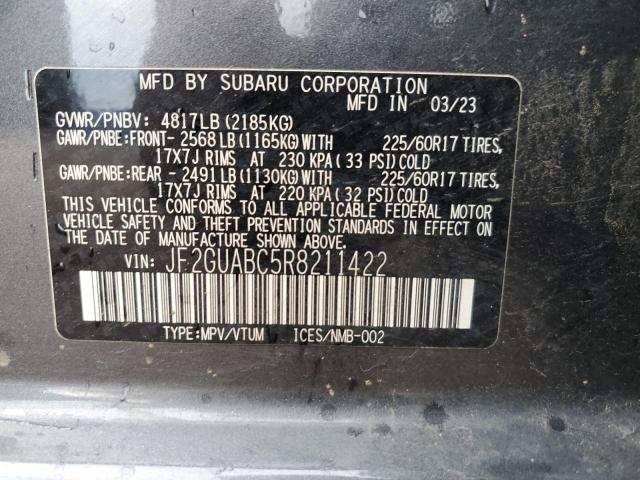 MFD BY SUBARU CORPORATION
MFD IN 03/23
GVWR/PNBV: 4817LB (2185KG)
GAWR/PNBE:FRONT- 2568 LB (1165KG) WITH 225/60R17 TIRES,
17X7J RIMS AT 230 KPA (33 PSI) COLD
GAWR/PNBE:REAR - 2491 LB (1130KG) WITH 225/60R17 TIRES,
17X7J RIMS AT 220 KPA (32 PSI) COLD
THIS VEHICLE CONFORMS TO ALL APPLICABLE FEDERAL MOTOR
VEHICLE SAFETY AND THEFT PREVENTION STANDARDS IN EFFECT
ON THE DATE OF MANUFACTURE SHOWN ABOVE.
VIN: JF2GUABC5R8211422
TYPE:MPV/VTUM ICES/NMB-002